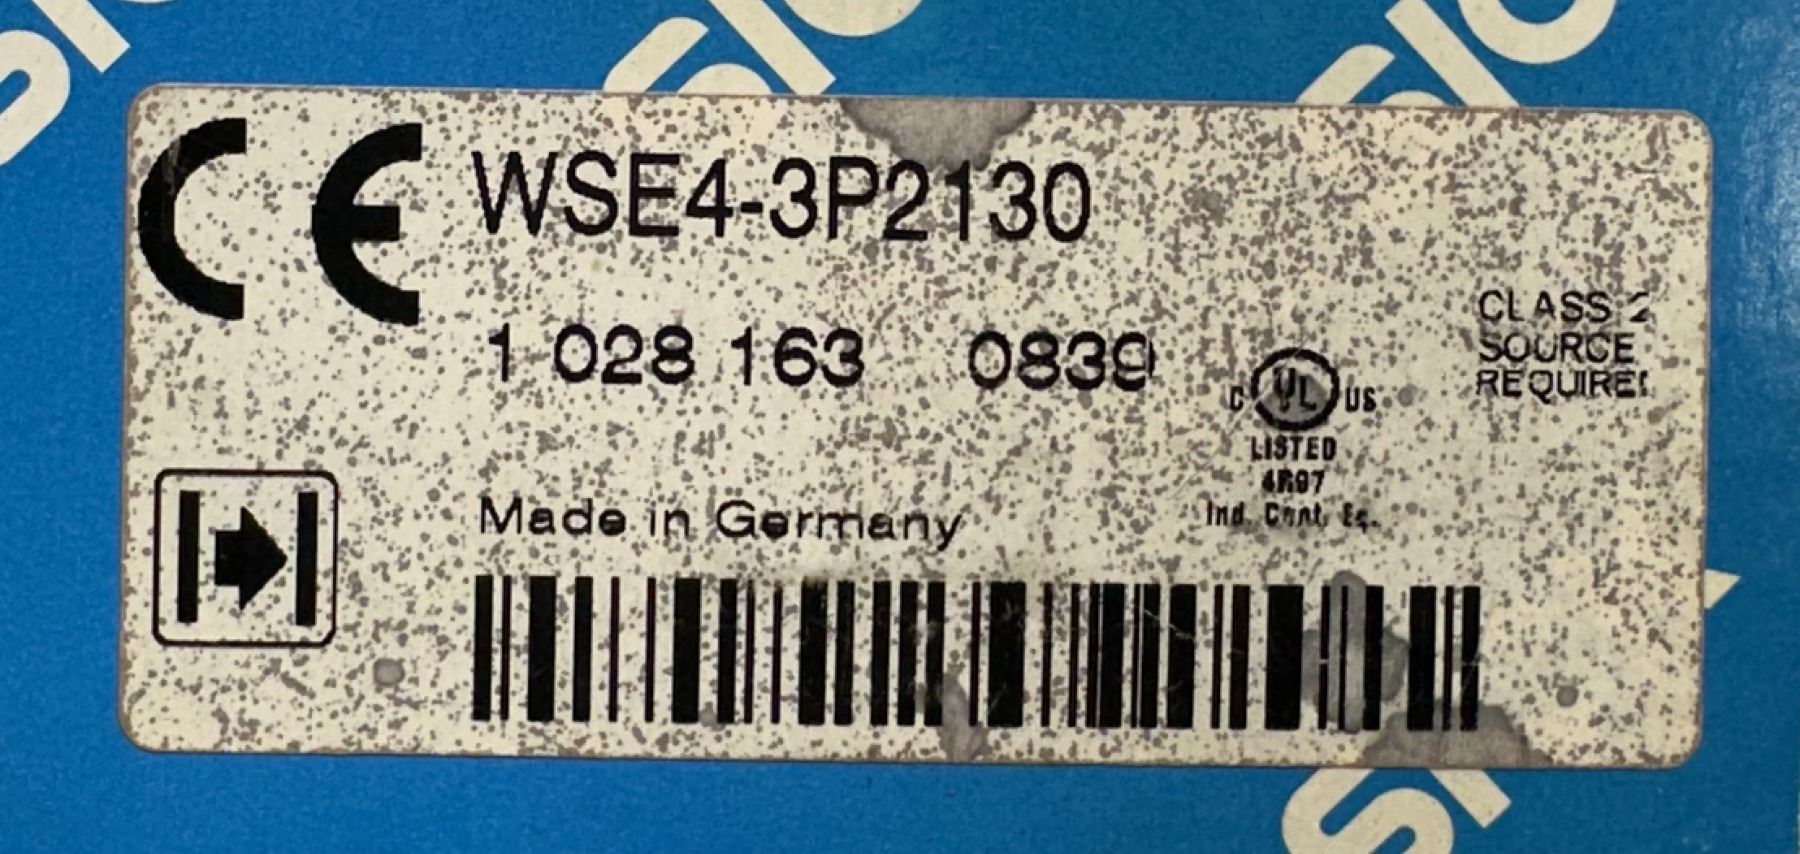 CE WSE4-3P2130
1 028 163 0839
CLASS 2
SOURCE
REQUIRED
C UL US
LISTED
4R97
Ind. Cont. Eq.
Made in Germany